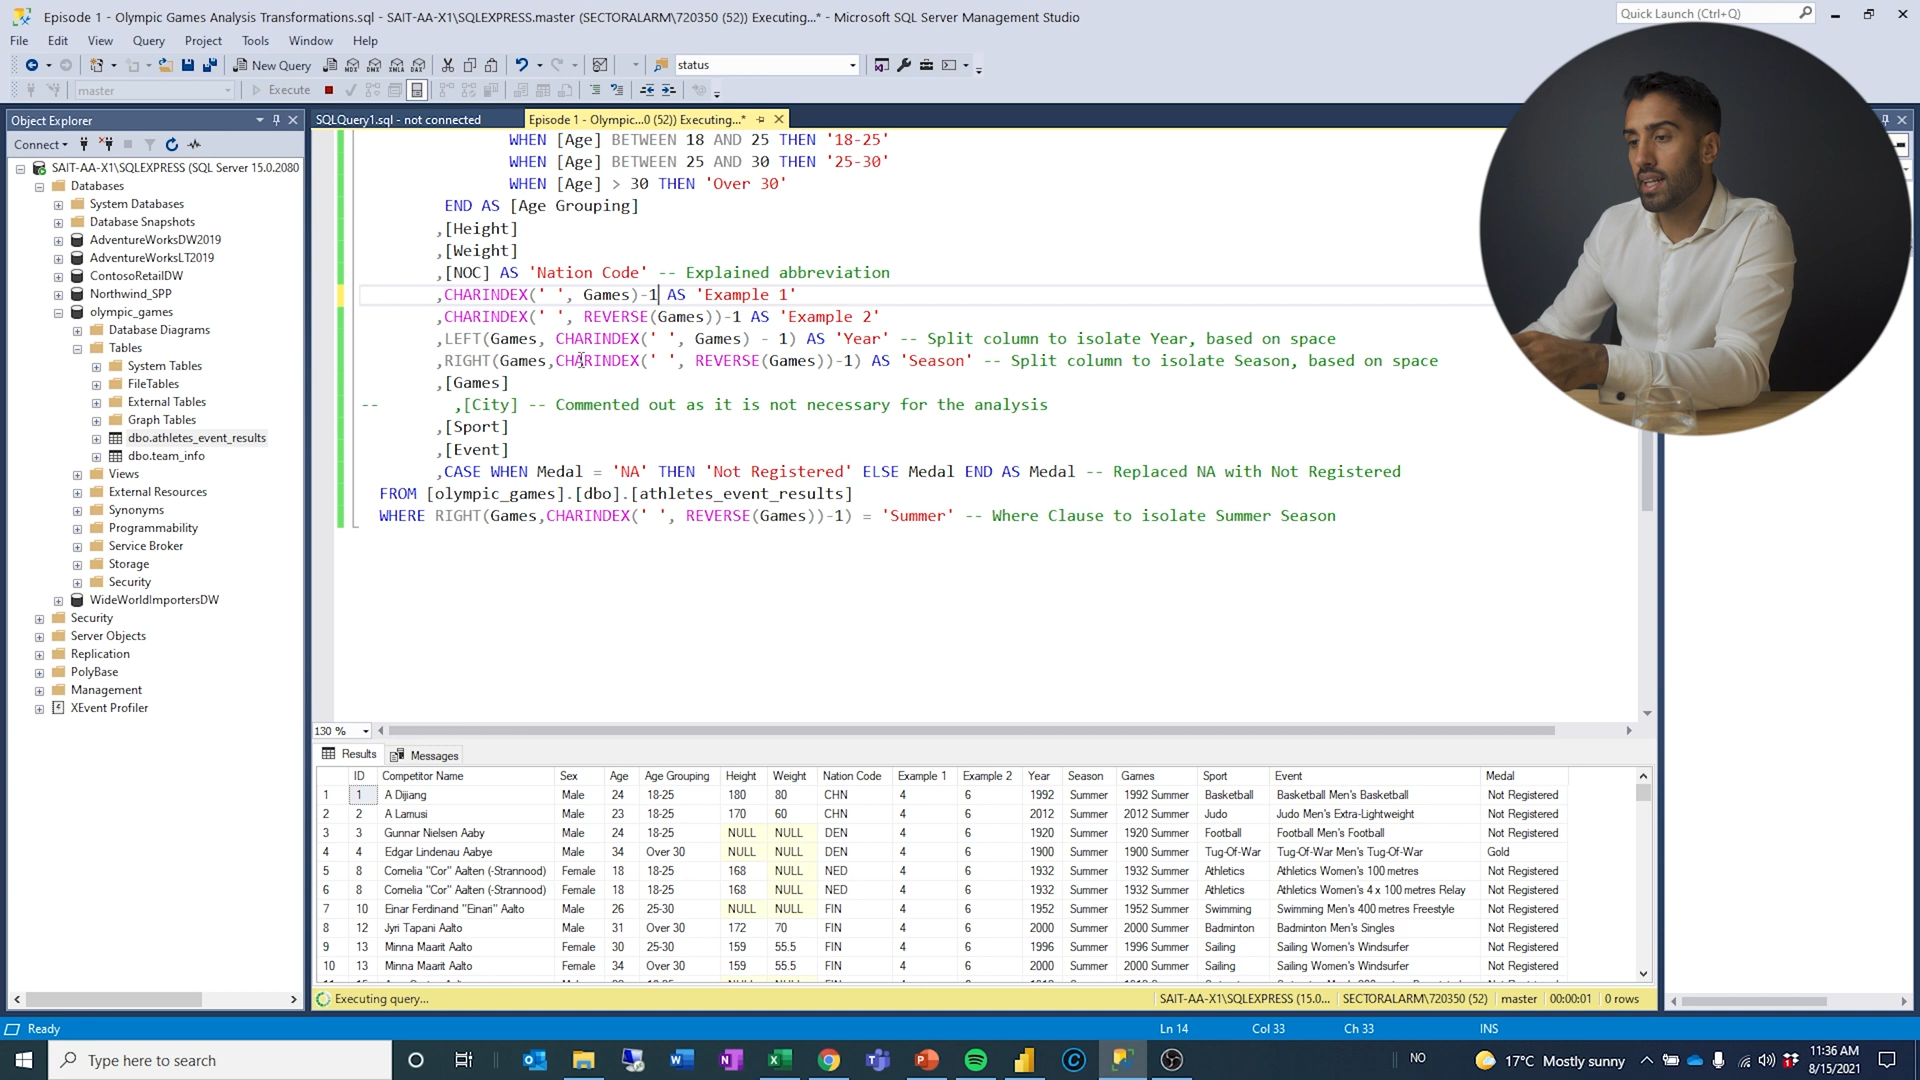 Episode 1 - Olympic Games Analysis Transformations.sql - SAIT-AA-X1\SQLEXPRESS.master (SECTORALARM\720350 (52)) Executing...* - Microsoft SQL Server Management Studio
Quick Launch (Ctrl+Q)
File Edit View Query Project Tools Window Help
New Query
status
master
Execute
Object Explorer
SQLQuery1.sql - not connected
Episode 1 - Olympic...0 (52)) Executing...*
Connect
SAIT-AA-X1\SQLEXPRESS (SQL Server 15.0.2080
Databases
System Databases
Database Snapshots
AdventureWorksDW2019
AdventureWorksLT2019
ContosoRetailDW
Northwind_SPP
olympic_games
Database Diagrams
Tables
System Tables
FileTables
External Tables
Graph Tables
dbo.athletes_event_results
dbo.team_info
Views
External Resources
Synonyms
Programmability
Service Broker
Storage
Security
WideWorldImportersDW
Security
Server Objects
Replication
PolyBase
Management
XEvent Profiler
WHEN [Age] BETWEEN 18 AND 25 THEN '18-25'
WHEN [Age] BETWEEN 25 AND 30 THEN '25-30'
WHEN [Age] > 30 THEN 'Over 30'
END AS [Age Grouping]
,[Height]
,[Weight]
,[NOC] AS 'Nation Code' -- Explained abbreviation
,CHARINDEX(' ', Games)-1 AS 'Example 1'
,CHARINDEX(' ', REVERSE(Games))-1 AS 'Example 2'
,LEFT(Games, CHARINDEX(' ', Games) - 1) AS 'Year' -- Split column to isolate Year, based on space
,RIGHT(Games,CHARINDEX(' ', REVERSE(Games))-1) AS 'Season' -- Split column to isolate Season, based on space
,[Games]
-- ,[City] -- Commented out as it is not necessary for the analysis
,[Sport]
,[Event]
,CASE WHEN Medal = 'NA' THEN 'Not Registered' ELSE Medal END AS Medal -- Replaced NA with Not Registered
FROM [olympic_games].[dbo].[athletes_event_results]
WHERE RIGHT(Games,CHARINDEX(' ', REVERSE(Games))-1) = 'Summer' -- Where Clause to isolate Summer Season
130 %
Results Messages
ID Competitor Name Sex Age Age Grouping Height Weight Nation Code Example 1 Example 2 Year Season Games Sport Event Medal
1 1 A Dijiang Male 24 18-25 180 80 CHN 4 6 1992 Summer 1992 Summer Basketball Basketball Men's Basketball Not Registered
2 2 A Lamusi Male 23 18-25 170 60 CHN 4 6 2012 Summer 2012 Summer Judo Judo Men's Extra-Lightweight Not Registered
3 3 Gunnar Nielsen Aaby Male 24 18-25 NULL NULL DEN 4 6 1920 Summer 1920 Summer Football Football Men's Football Not Registered
4 4 Edgar Lindenau Aabye Male 34 Over 30 NULL NULL DEN 4 6 1900 Summer 1900 Summer Tug-Of-War Tug-Of-War Men's Tug-Of-War Gold
5 8 Cornelia "Cor" Aalten (-Strannood) Female 18 18-25 168 NULL NED 4 6 1932 Summer 1932 Summer Athletics Athletics Women's 100 metres Not Registered
6 8 Cornelia "Cor" Aalten (-Strannood) Female 18 18-25 168 NULL NED 4 6 1932 Summer 1932 Summer Athletics Athletics Women's 4 x 100 metres Relay Not Registered
7 10 Einar Ferdinand "Einari" Aalto Male 26 25-30 NULL NULL FIN 4 6 1952 Summer 1952 Summer Swimming Swimming Men's 400 metres Freestyle Not Registered
8 12 Jyri Tapani Aalto Male 31 Over 30 172 70 FIN 4 6 2000 Summer 2000 Summer Badminton Badminton Men's Singles Not Registered
9 13 Minna Maarit Aalto Female 30 25-30 159 55.5 FIN 4 6 1996 Summer 1996 Summer Sailing Sailing Women's Windsurfer Not Registered
10 13 Minna Maarit Aalto Female 34 Over 30 159 55.5 FIN 4 6 2000 Summer 2000 Summer Sailing Sailing Women's Windsurfer Not Registered
Executing query...
SAIT-AA-X1\SQLEXPRESS (15.0... SECTORALARM\720350 (52) master 00:00:01 0 rows
Ready
Ln 14 Col 33 Ch 33 INS
Type here to search
NO
17°C Mostly sunny
11:36 AM
8/15/2021